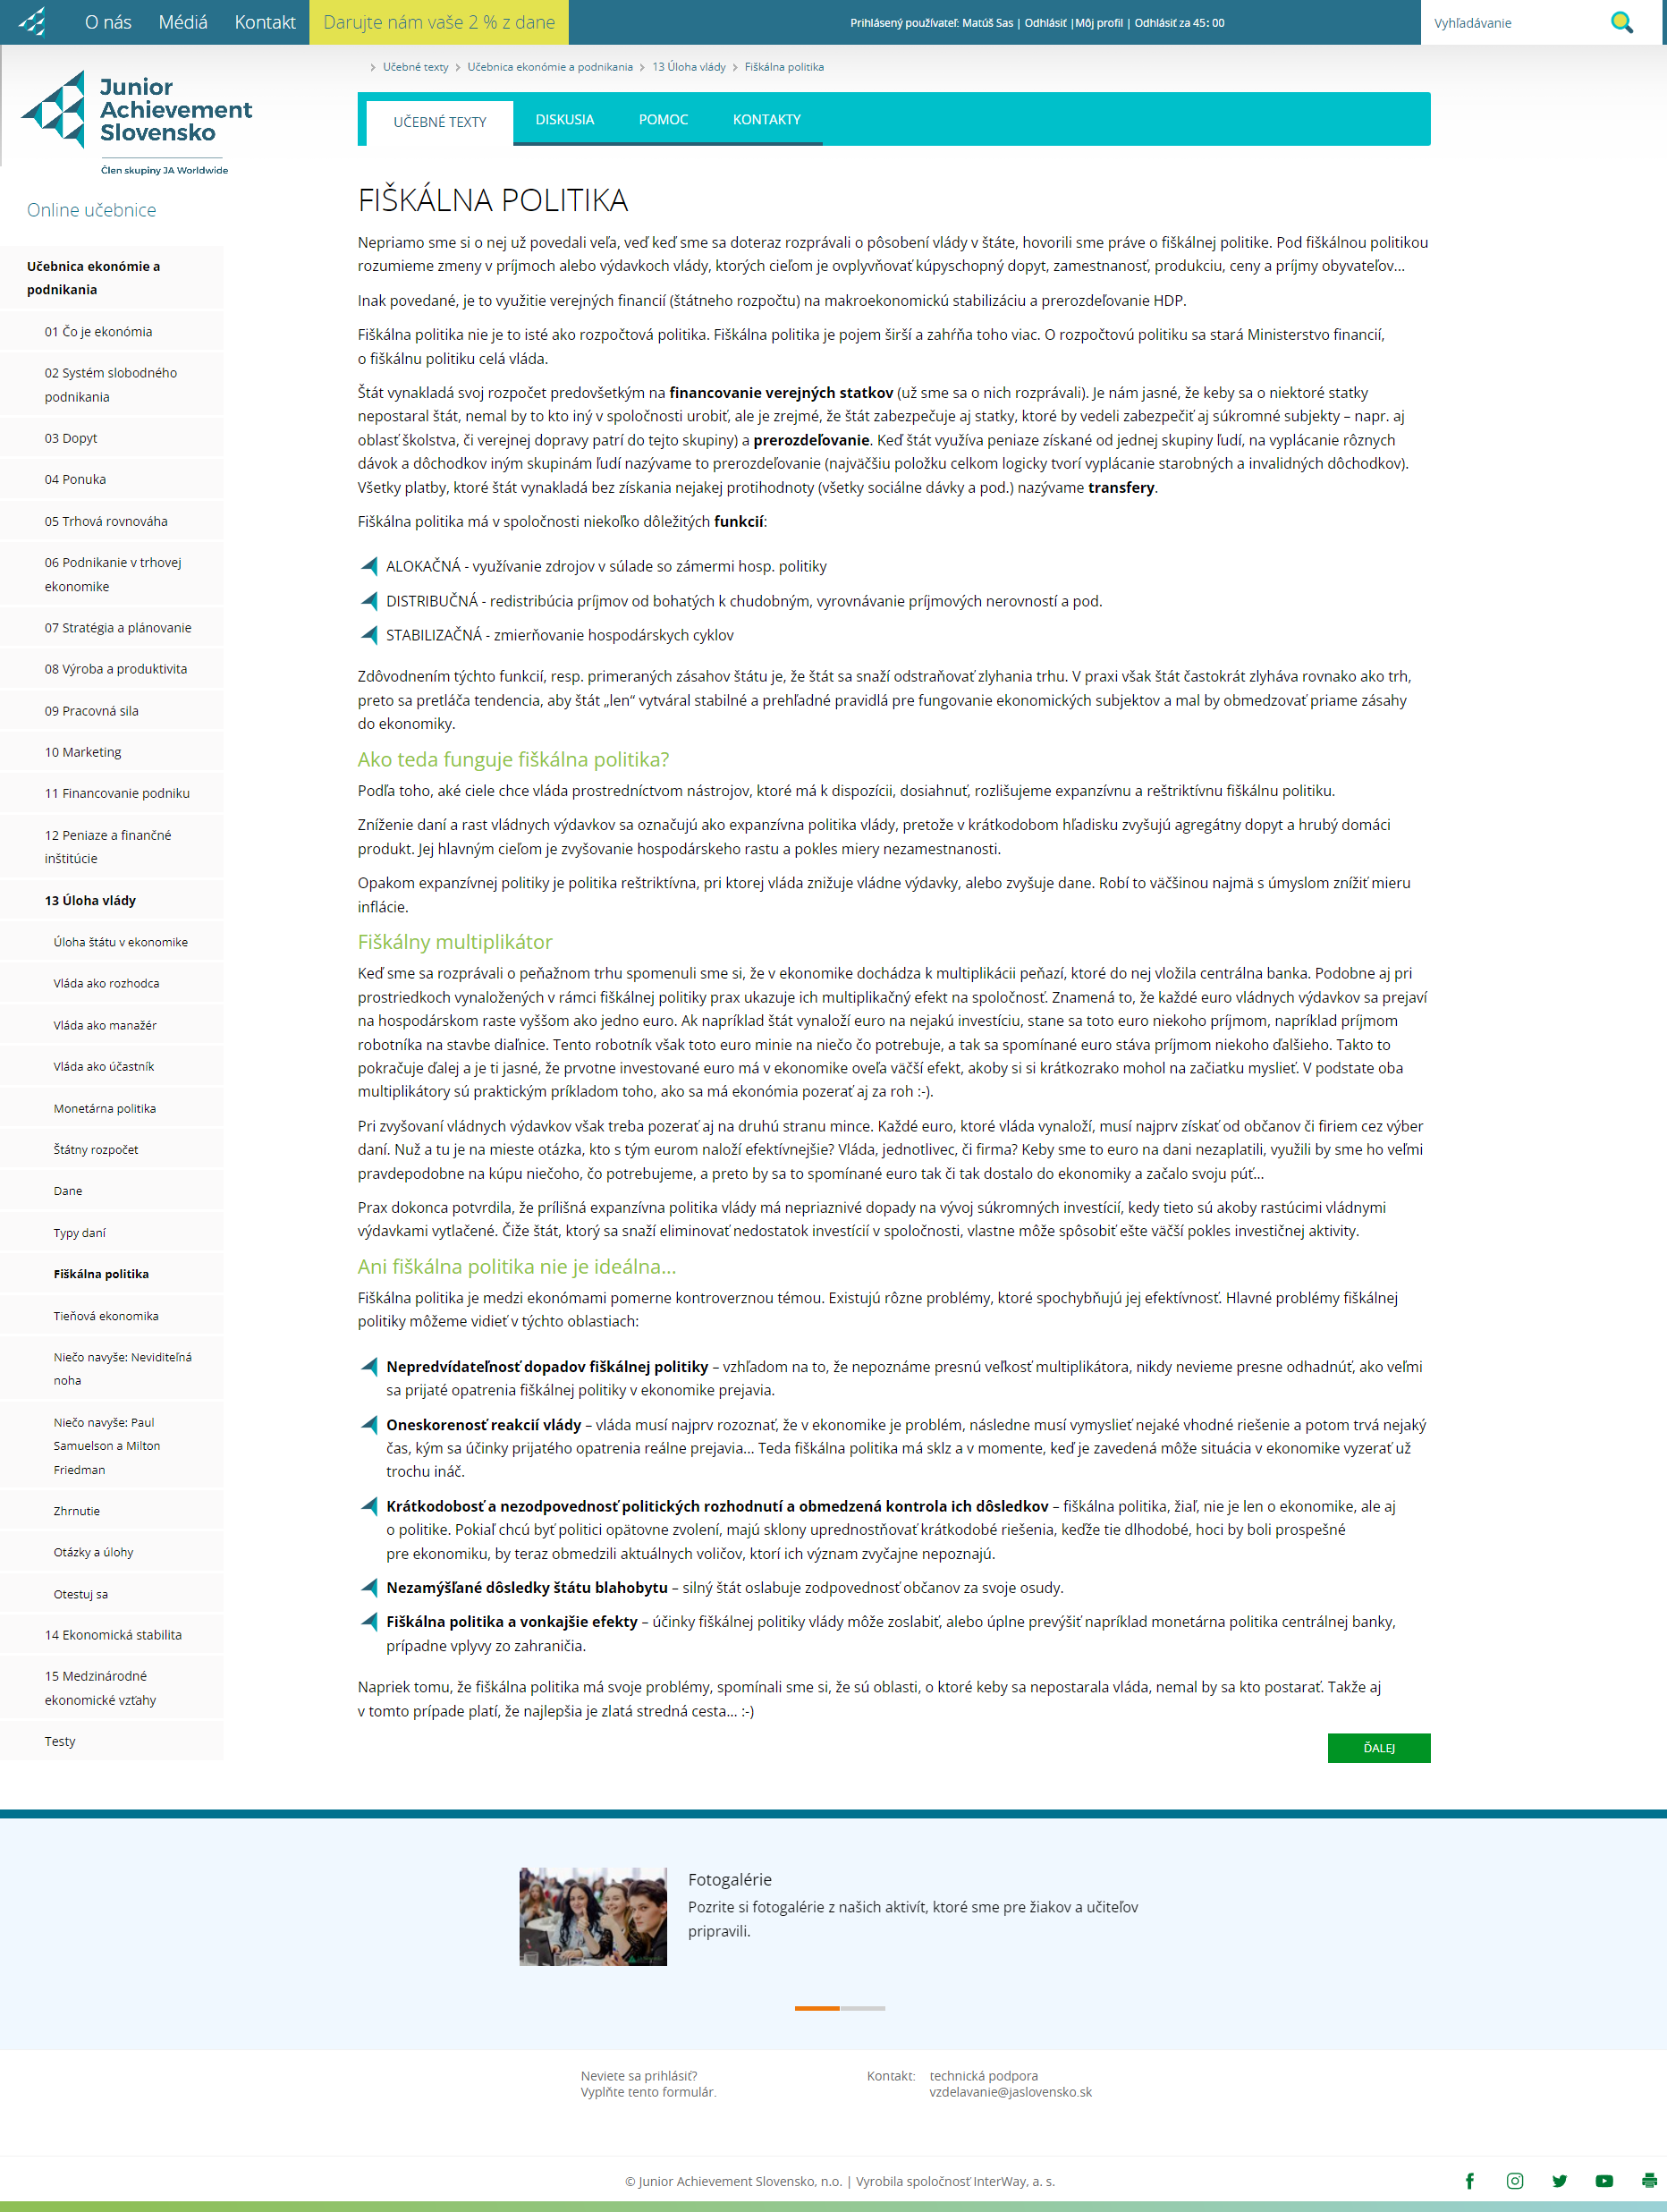 O nás Médiá Kontakt Darujte nám vaše 2 % z dane
Prihlásený používateľ: Matúš Sas | Odhlásiť |Môj profil | Odhlásiť za 45: 00
Vyhľadávanie
Junior
Achievement
Slovensko
Člen skupiny JA Worldwide
Online učebnice
Učebnica ekonómie a
podnikania
01 Čo je ekonómia
02 Systém slobodného
podnikania
03 Dopyt
04 Ponuka
05 Trhová rovnováha
06 Podnikanie v trhovej
ekonomike
07 Stratégia a plánovanie
08 Výroba a produktivita
09 Pracovná sila
10 Marketing
11 Financovanie podniku
12 Peniaze a finančné
inštitúcie
13 Úloha vlády
Úloha štátu v ekonomike
Vláda ako rozhodca
Vláda ako manažér
Vláda ako účastník
Monetárna politika
Štátny rozpočet
Dane
Typy daní
Fiškálna politika
Tieňová ekonomika
Niečo navyše: Neviditeľná
noha
Niečo navyše: Paul
Samuelson a Milton
Friedman
Zhrnutie
Otázky a úlohy
Otestuj sa
14 Ekonomická stabilita
15 Medzinárodné
ekonomické vzťahy
Testy
Učebné texty Učebnica ekonómie a podnikania 13 Úloha vlády Fiškálna politika
UČEBNÉ TEXTY DISKUSIA POMOC KONTAKTY
FIŠKÁLNA POLITIKA
Nepriamo sme si o nej už povedali veľa, veď keď sme sa doteraz rozprávali o pôsobení vlády v štáte, hovorili sme práve o fiškálnej politike. Pod fiškálnou politikou
rozumieme zmeny v príjmoch alebo výdavkoch vlády, ktorých cieľom je ovplyvňovať kúpyschopný dopyt, zamestnanosť, produkciu, ceny a príjmy obyvateľov...
Inak povedané, je to využitie verejných financií (štátneho rozpočtu) na makroekonomickú stabilizáciu a prerozdeľovanie HDP.
Fiškálna politika nie je to isté ako rozpočtová politika. Fiškálna politika je pojem širší a zahŕňa toho viac. O rozpočtovú politiku sa stará Ministerstvo financií,
o fiškálnu politiku celá vláda.
Štát vynakladá svoj rozpočet predovšetkým na financovanie verejných statkov (už sme sa o nich rozprávali). Je nám jasné, že keby sa o niektoré statky
nepostaral štát, nemal by to kto iný v spoločnosti urobiť, ale je zrejmé, že štát zabezpečuje aj statky, ktoré by vedeli zabezpečiť aj súkromné subjekty – napr. aj
oblasť školstva, či verejnej dopravy patrí do tejto skupiny) a prerozdeľovanie. Keď štát využíva peniaze získané od jednej skupiny ľudí, na vyplácanie rôznych
dávok a dôchodkov iným skupinám ľudí nazývame to prerozdeľovanie (najväčšiu položku celkom logicky tvorí vyplácanie starobných a invalidných dôchodkov).
Všetky platby, ktoré štát vynakladá bez získania nejakej protihodnoty (všetky sociálne dávky a pod.) nazývame transfery.
Fiškálna politika má v spoločnosti niekoľko dôležitých funkcií:
ALOKAČNÁ - využívanie zdrojov v súlade so zámermi hosp. politiky
DISTRIBUČNÁ - redistribúcia príjmov od bohatých k chudobným, vyrovnávanie príjmových nerovností a pod.
STABILIZAČNÁ - zmierňovanie hospodárskych cyklov
Zdôvodnením týchto funkcií, resp. primeraných zásahov štátu je, že štát sa snaží odstraňovať zlyhania trhu. V praxi však štát častokrát zlyháva rovnako ako trh,
preto sa pretláča tendencia, aby štát „len“ vytváral stabilné a prehľadné pravidlá pre fungovanie ekonomických subjektov a mal by obmedzovať priame zásahy
do ekonomiky.
Ako teda funguje fiškálna politika?
Podľa toho, aké ciele chce vláda prostredníctvom nástrojov, ktoré má k dispozícii, dosiahnuť, rozlišujeme expanzívnu a reštriktívnu fiškálnu politiku.
Zníženie daní a rast vládnych výdavkov sa označujú ako expanzívna politika vlády, pretože v krátkodobom hľadisku zvyšujú agregátny dopyt a hrubý domáci
produkt. Jej hlavným cieľom je zvyšovanie hospodárskeho rastu a pokles miery nezamestnanosti.
Opakom expanzívnej politiky je politika reštriktívna, pri ktorej vláda znižuje vládne výdavky, alebo zvyšuje dane. Robí to väčšinou najmä s úmyslom znížiť mieru
inflácie.
Fiškálny multiplikátor
Keď sme sa rozprávali o peňažnom trhu spomenuli sme si, že v ekonomike dochádza k multiplikácii peňazí, ktoré do nej vložila centrálna banka. Podobne aj pri
prostriedkoch vynaložených v rámci fiškálnej politiky prax ukazuje ich multiplikačný efekt na spoločnosť. Znamená to, že každé euro vládnych výdavkov sa prejaví
na hospodárskom raste vyššom ako jedno euro. Ak napríklad štát vynaloží euro na nejakú investíciu, stane sa toto euro niekoho príjmom, napríklad príjmom
robotníka na stavbe diaľnice. Tento robotník však toto euro minie na niečo čo potrebuje, a tak sa spomínané euro stáva príjmom niekoho ďalšieho. Takto to
pokračuje ďalej a je ti jasné, že prvotne investované euro má v ekonomike oveľa väčší efekt, akoby si si krátkozrako mohol na začiatku myslieť. V podstate oba
multiplikátory sú praktickým príkladom toho, ako sa má ekonómia pozerať aj za roh :-).
Pri zvyšovaní vládnych výdavkov však treba pozerať aj na druhú stranu mince. Každé euro, ktoré vláda vynaloží, musí najprv získať od občanov či firiem cez výber
daní. Nuž a tu je na mieste otázka, kto s tým eurom naloží efektívnejšie? Vláda, jednotlivec, či firma? Keby sme to euro na dani nezaplatili, využili by sme ho veľmi
pravdepodobne na kúpu niečoho, čo potrebujeme, a preto by sa to spomínané euro tak či tak dostalo do ekonomiky a začalo svoju púť...
Prax dokonca potvrdila, že prílišná expanzívna politika vlády má nepriaznivé dopady na vývoj súkromných investícií, kedy tieto sú akoby rastúcimi vládnymi
výdavkami vytlačené. Čiže štát, ktorý sa snaží eliminovať nedostatok investícií v spoločnosti, vlastne môže spôsobiť ešte väčší pokles investičnej aktivity.
Ani fiškálna politika nie je ideálna...
Fiškálna politika je medzi ekonómami pomerne kontroverznou témou. Existujú rôzne problémy, ktoré spochybňujú jej efektívnosť. Hlavné problémy fiškálnej
politiky môžeme vidieť v týchto oblastiach:
Nepredvídateľnosť dopadov fiškálnej politiky – vzhľadom na to, že nepoznáme presnú veľkosť multiplikátora, nikdy nevieme presne odhadnúť, ako veľmi
sa prijaté opatrenia fiškálnej politiky v ekonomike prejavia.
Oneskorenosť reakcií vlády – vláda musí najprv rozoznať, že v ekonomike je problém, následne musí vymyslieť nejaké vhodné riešenie a potom trvá nejaký
čas, kým sa účinky prijatého opatrenia reálne prejavia... Teda fiškálna politika má sklz a v momente, keď je zavedená môže situácia v ekonomike vyzerať už
trochu ináč.
Krátkodobosť a nezodpovednosť politických rozhodnutí a obmedzená kontrola ich dôsledkov – fiškálna politika, žiaľ, nie je len o ekonomike, ale aj
o politike. Pokiaľ chcú byť politici opätovne zvolení, majú sklony uprednostňovať krátkodobé riešenia, keďže tie dlhodobé, hoci by boli prospešné
pre ekonomiku, by teraz obmedzili aktuálnych voličov, ktorí ich význam zvyčajne nepoznajú.
Nezamýšľané dôsledky štátu blahobytu – silný štát oslabuje zodpovednosť občanov za svoje osudy.
Fiškálna politika a vonkajšie efekty – účinky fiškálnej politiky vlády môže zoslabiť, alebo úplne prevýšiť napríklad monetárna politika centrálnej banky,
prípadne vplyvy zo zahraničia.
Napriek tomu, že fiškálna politika má svoje problémy, spomínali sme si, že sú oblasti, o ktoré keby sa nepostarala vláda, nemal by sa kto postarať. Takže aj
v tomto prípade platí, že najlepšia je zlatá stredná cesta... :-)
ĎALEJ
Fotogalérie
Pozrite si fotogalérie z našich aktivít, ktoré sme pre žiakov a učiteľov
pripravili.
Neviete sa prihlásiť?
Vyplňte tento formulár.
Kontakt: technická podpora
vzdelavanie@jaslovensko.sk
© Junior Achievement Slovensko, n.o. | Vyrobila spoločnosť InterWay, a. s.